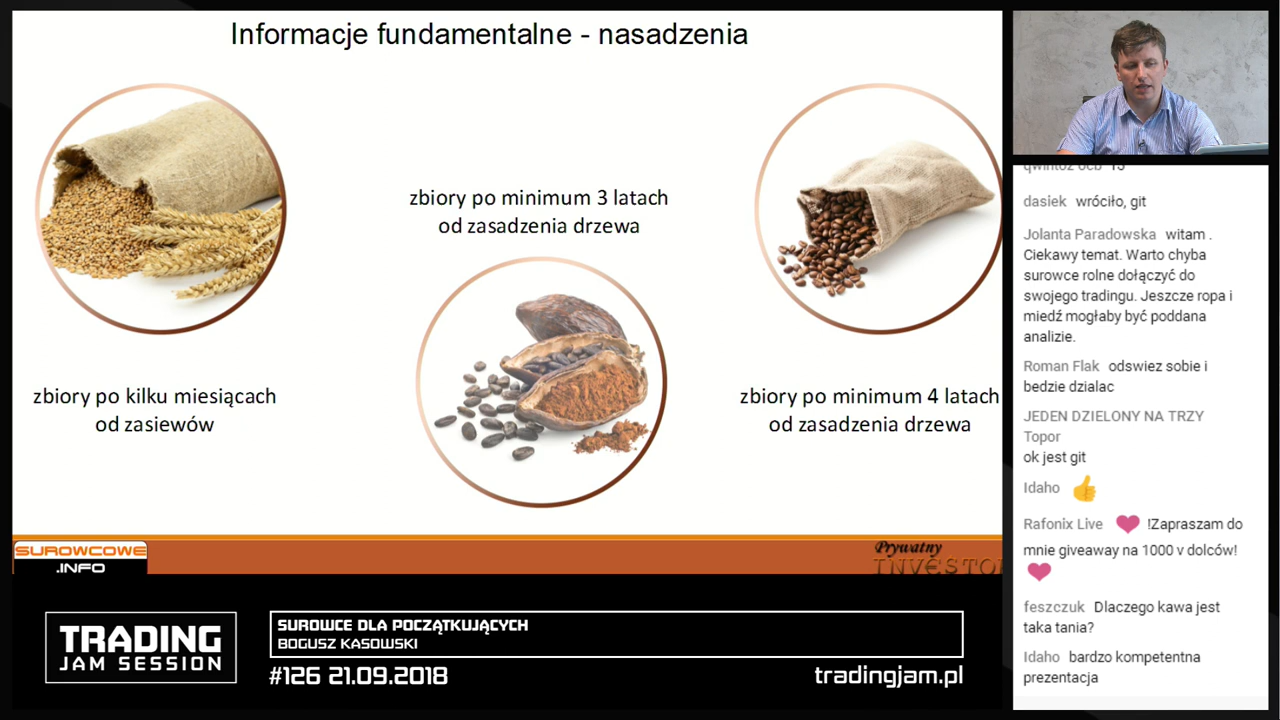 Informacje fundamentalne - nasadzenia
zbiory po minimum 3 latach
od zasadzenia drzewa
zbiory po kilku miesiącach
od zasiewów
zbiory po minimum 4 latach
od zasadzenia drzewa
SUROWCOWE
.INFO
Prywatny
INVESTO
TRADING
JAM SESSION
SUROWCE DLA POCZĄTKUJĄCYCH
BOGUSZ KASOWSKI
#126 21.09.2018
tradingjam.pl
dasiek wróciło, git
Jolanta Paradowska witam .
Ciekawy temat. Warto chyba
surowce rolne dołączyć do
swojego tradingu. Jeszcze ropa i
miedź mogłaby być poddana
analizie.
Roman Flak odswiez sobie i
bedzie dzialac
JEDEN DZIELONY NA TRZY
Topor
ok jest git
Idaho
Rafonix Live !Zapraszam do
mnie giveaway na 1000 v dolców!
feszczuk Dlaczego kawa jest
taka tania?
Idaho bardzo kompetentna
prezentacja